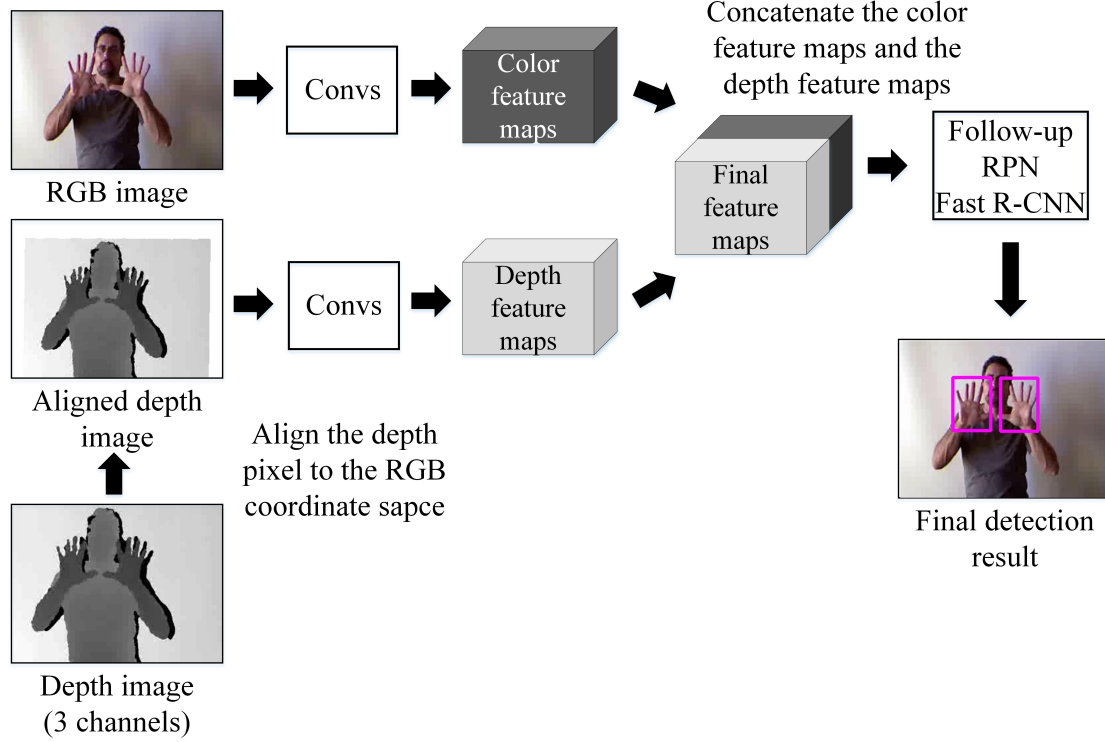 Concatenate the color
feature maps and the
depth feature maps
Convs
Color
feature
maps
RGB image
Final
feature
maps
Follow-up
RPN
Fast R-CNN
Convs
Depth
feature
maps
Aligned depth
image
Align the depth
pixel to the RGB
coordinate sapce
Final detection
result
Depth image
(3 channels)